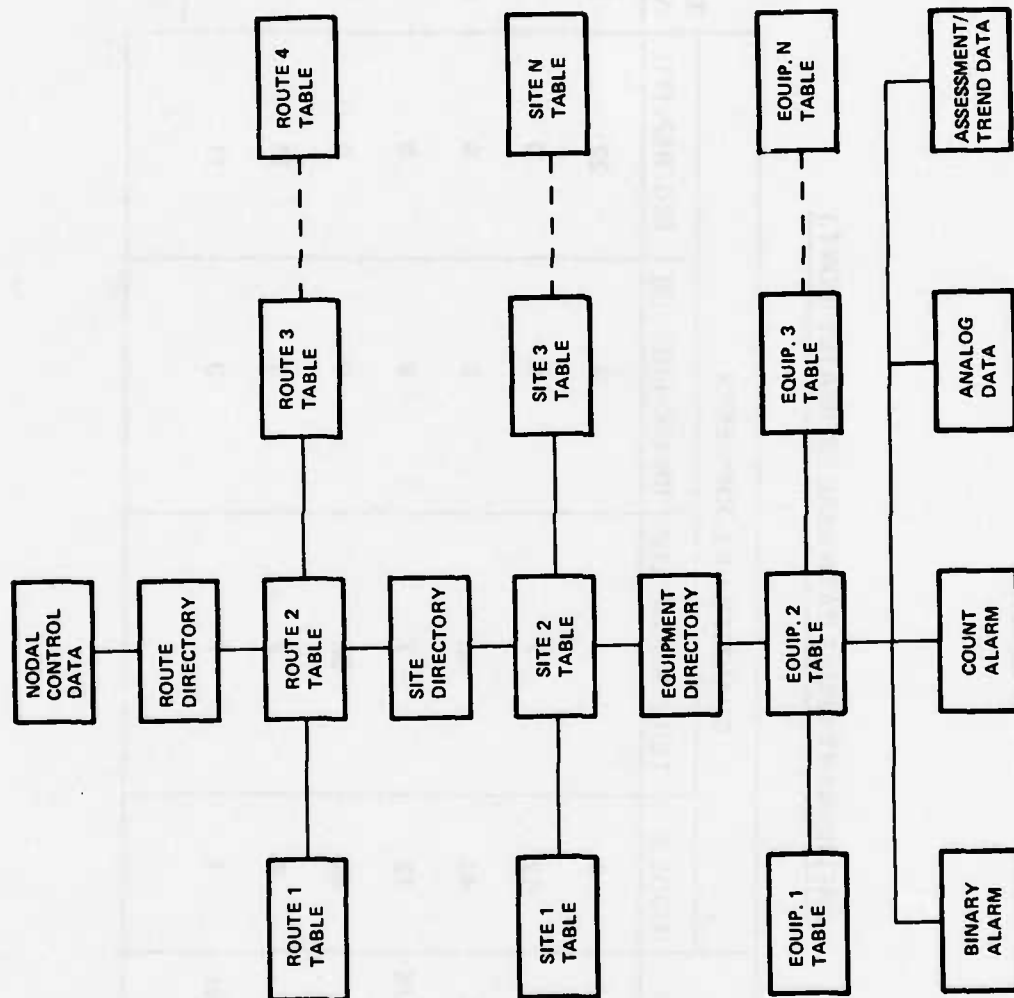 NODAL
CONTROL
DATA
ROUTE
DIRECTORY
ROUTE 1
TABLE
ROUTE 2
TABLE
ROUTE 3
TABLE
ROUTE 4
TABLE
SITE
DIRECTORY
SITE 1
TABLE
SITE 2
TABLE
SITE 3
TABLE
SITE N
TABLE
EQUIPMENT
DIRECTORY
EQUIP. 1
TABLE
EQUIP. 2
TABLE
EQUIP. 3
TABLE
EQUIP. N
TABLE
BINARY
ALARM
COUNT
ALARM
ANALOG
DATA
ASSESSMENT/
TREND DATA